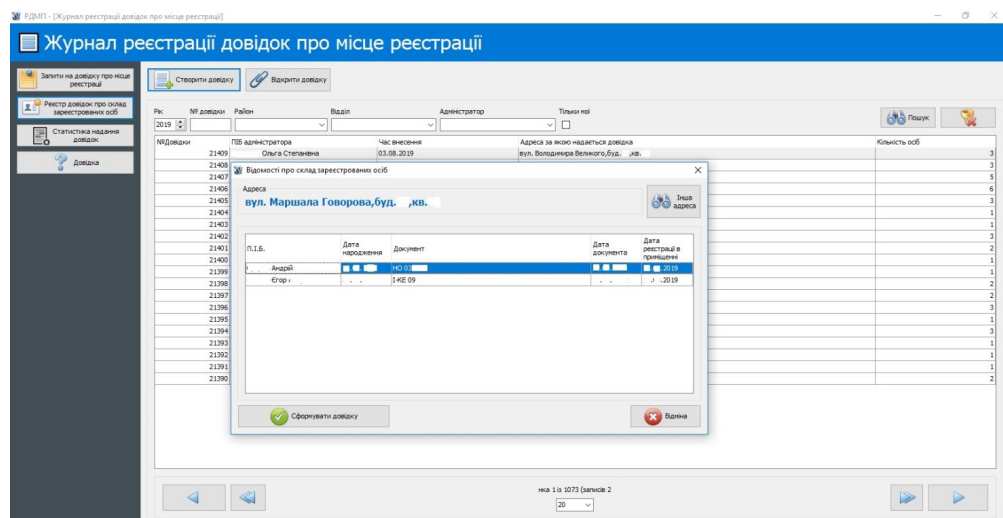 РДМП - [Журнал реєстрації довідок про місце реєстрації]
Журнал реєстрації довідок про місце реєстрації
Запити на довідку про місце реєстрації
Реєстр довідок про склад зареєстрованих осіб
Статистика надання довідок
Довідка
Створити довідку
Відкрити довідку
Рік № довідки Район Відділ Адміністратор Тільки мої
2019
Пошук
№Довідки ПІБ адміністратора Час внесення Адреса за якою надається довідка Кількість осіб
21409 Ольга Степанівна 03.08.2019 вул. Володимира Великого,буд. ,кв. 3
21408 3
21407 5
21406 6
21405 3
21404 1
21403 1
21402 3
21401 2
21400 1
21399 1
21398 2
21397 2
21396 3
21395 1
21394 3
21393 1
21392 1
21391 1
21390 2
Відомості про склад зареєстрованих осіб
Адреса
вул. Маршала Говорова,буд. ,кв.
Інша адреса
П.І.Б. Дата народження Документ Дата документа Дата реєстрації в приміщенні
Андрій НО 03 .2019
Єгор І-КЕ 09 .2019
Сформувати довідку
Відміна
нка 1 із 1073 (записів 2
20